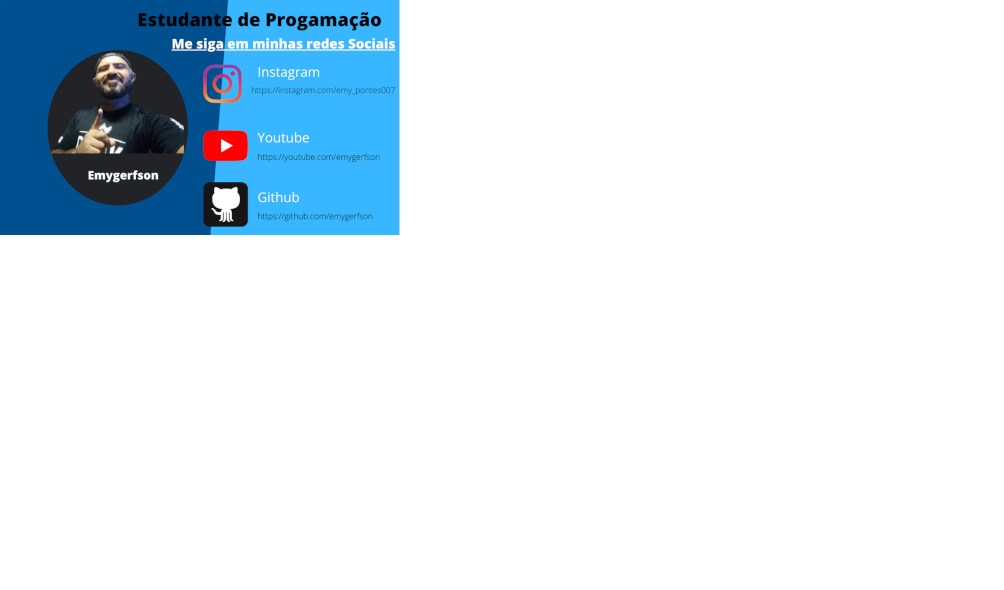 Estudante de Progamação
Me siga em minhas redes Sociais
Instagram
https://instagram.com/emy_pontes007
Youtube
https://youtube.com/emygerfson
Emygerfson
Github
https://github.com/emygerfson